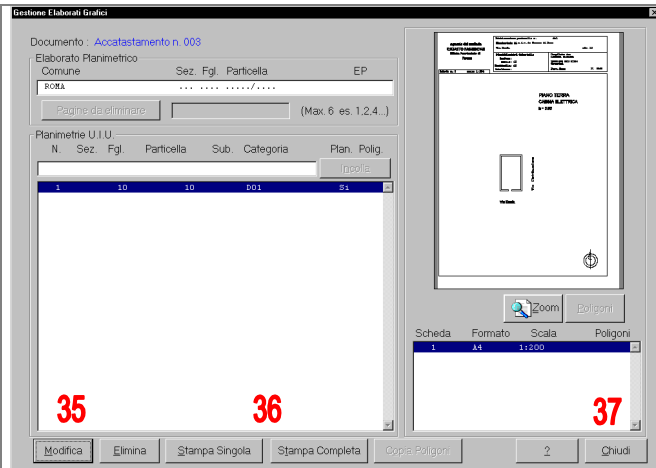 Gestione Elaborati Grafici
Documento : Accatastamento n. 003
Elaborato Planimetrico
Comune Sez. Fgl. Particella EP
ROMA ... .... ...../....
Pagine da eliminare (Max. 6 es. 1,2,4...)
Planimetrie U.I.U.
N. Sez. Fgl. Particella Sub. Categoria Plan. Polig.
Incolla
1 10 10 D01 Si
PIANO TERRA
CABINA ELETTRICA
Zoom Poligoni
Scheda Formato Scala Poligoni
1 A4 1:200
35 36 37
Modifica Elimina Stampa Singola Stampa Completa Copia Poligoni ? Chiudi